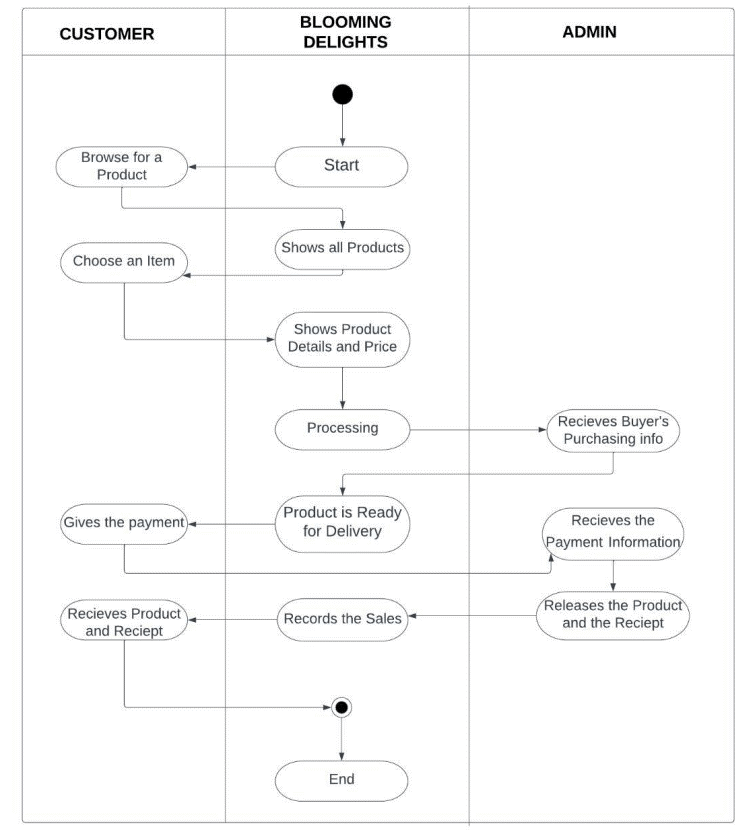 CUSTOMER
BLOOMING
DELIGHTS
ADMIN
Start
Browse for a
Product
Shows all Products
Choose an Item
Shows Product
Details and Price
Processing
Recieves Buyer's
Purchasing info
Product is Ready
for Delivery
Gives the payment
Recieves the
Payment Information
Releases the Product
and the Reciept
Records the Sales
Recieves Product
and Reciept
End